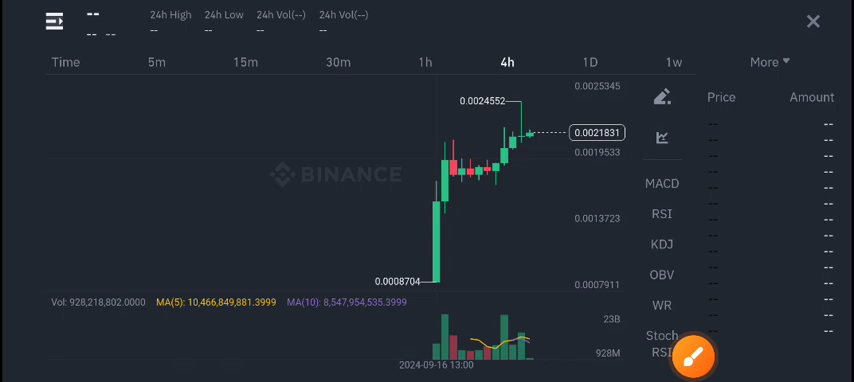 --
-- --
24h High
--
24h Low
--
24h Vol(--)
--
24h Vol(--)
--
Time 5m 15m 30m 1h 4h 1D 1w More
0.0025345
0.0024552
0.0021831
0.0019533
BINANCE
0.0013723
0.0008704
0.0007911
Vol: 928,218,802.0000 MA(5): 10,466,849,881.3999 MA(10): 8,547,954,535.3999
23B
928M
2024-09-16 13:00
MACD
RSI
KDJ
OBV
WR
Stoch
RSI
Price Amount
-- --
-- --
-- --
-- --
-- --
-- --
-- --
-- --
-- --
-- --
-- --
-- --
-- --
-- --